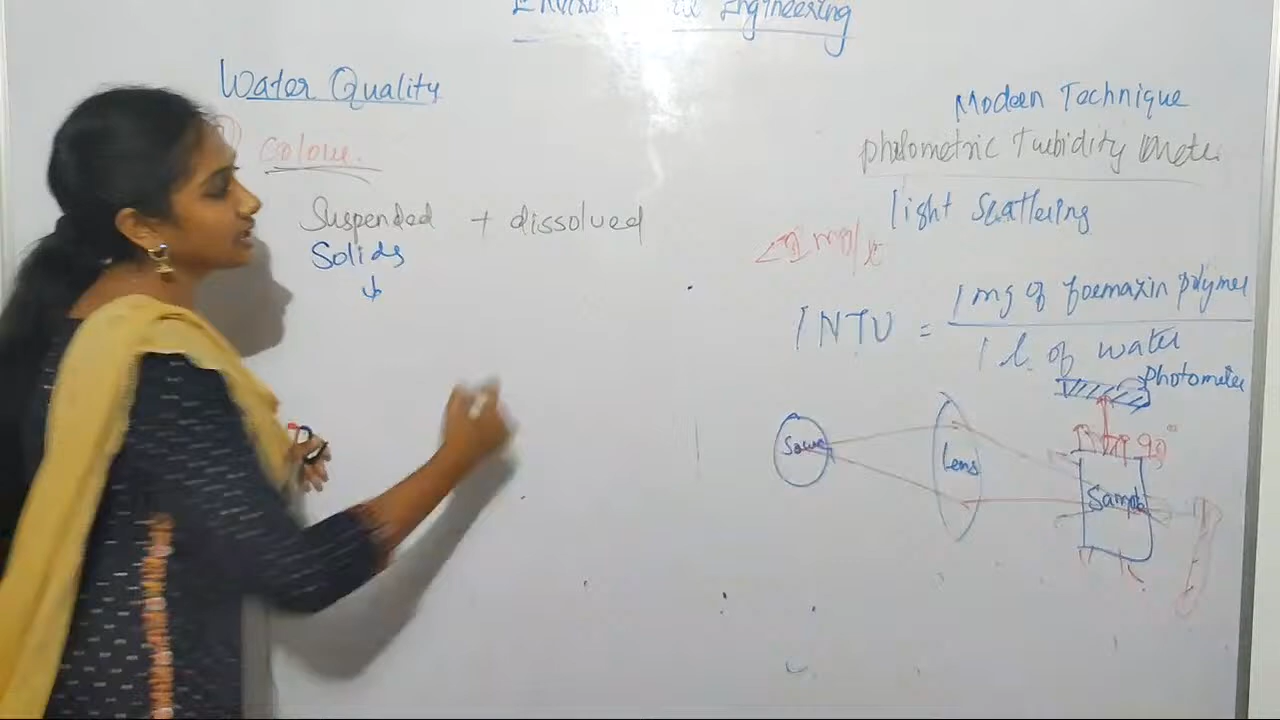 Engineering
Water Quality
Colour.
Suspended + dissolved
Solids
Modern Technique
photometric Turbidity Meter
light Scattering
1 NTU = 1 mg of formazin polymer
1 l. of water
photometer
90°
Lens
Sample